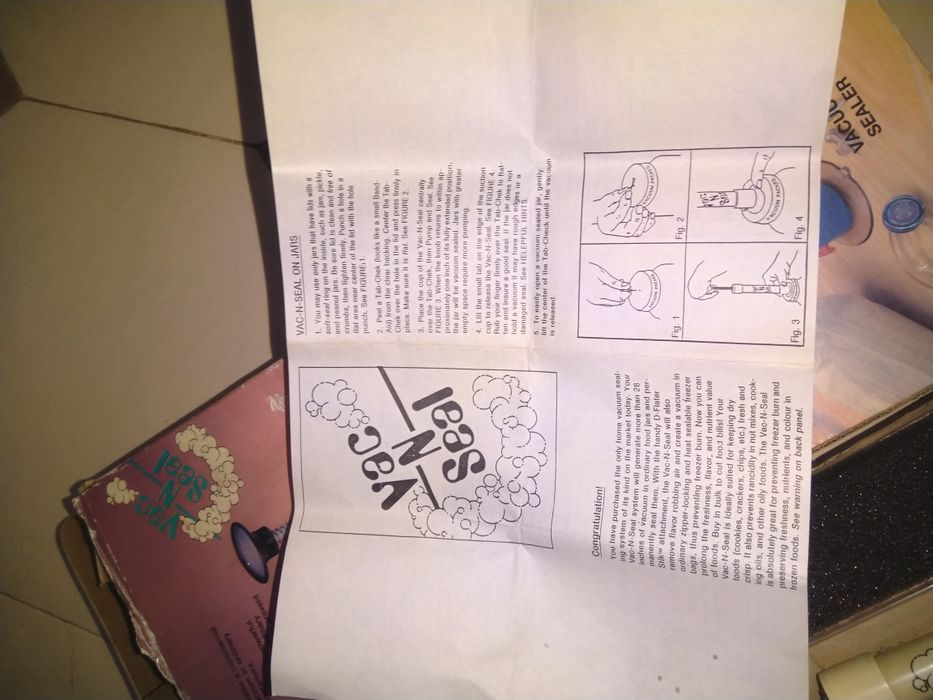 Vac
N
Seal
Congratulation!
You have purchased the only home vacuum seal-
ing system of its kind on the market today. Your
Vac-N-Seal system will generate more than 26
inches of vacuum in ordinary food jars and per-
manently seal them. With the handy D-Flater
Stik™ attachment, the Vac-N-Seal will also
remove flavor robbing air and create a vacuum in
ordinary zipper-locking and heat sealable freezer
bags, thus preventing freezer burn. Now you can
prolong the freshness, flavor, and nutrient value
of foods. Buy in bulk to cut food bills! Your
Vac-N-Seal is ideally suited for keeping dry
foods (cookies, crackers, chips, etc.) fresh and
crisp. It also prevents rancidity in nut mixes, cook-
ing oils, and other oily foods. The Vac-N-Seal
is absolutely great for preventing freezer burn and
preserving freshness, nutrients, and colour in
frozen foods. See warning on back panel.
VAC-N-SEAL ON JARS
1. You may use only jars that have lids with a
soft-seal ring on the inside, such as jam, pickle,
and peanut jars. Be sure lid is clean and free of
crumbs, then tighten firmly. Punch a hole in a
flat area near center of the lid with the hole
punch. See FIGURE 1.
2. Peel a Tab-Chek (looks like a small Band-
Aid) from the clear backing. Center the Tab-
Chek over the hole in the lid and press firmly in
place. Make sure it is flat. See FIGURE 2.
3. Place the cup of the Vac-N-Seal centrally
over the Tab-Chek, then Pump and Seal. See
FIGURE 3. When the knob returns to within ap-
proximately one inch of its fully extended position,
the jar will be vacuum sealed. Jars with greater
empty space require more pumping.
4. Lift the small tab on the edge of the suction
cup to release the Vac-N-Seal. See FIGURE 4.
Rub your finger firmly over the Tab-Chek to flat-
ten and insure a good seal. If the jar does not
hold a vacuum it may have rough edges or a
damaged seal. See HELEPFUL HINTS.
5. To easily open a vacuum sealed jar, gently
lift the center of the Tab-Check until the vacuum
is released.
Fig. 1
Fig. 2
Fig. 3
Fig. 4
VACUUM PACKED
VACUUM PACKED
VACUUM PACKED
Vac
N
Seal
powerful
in ordinary
SEALER